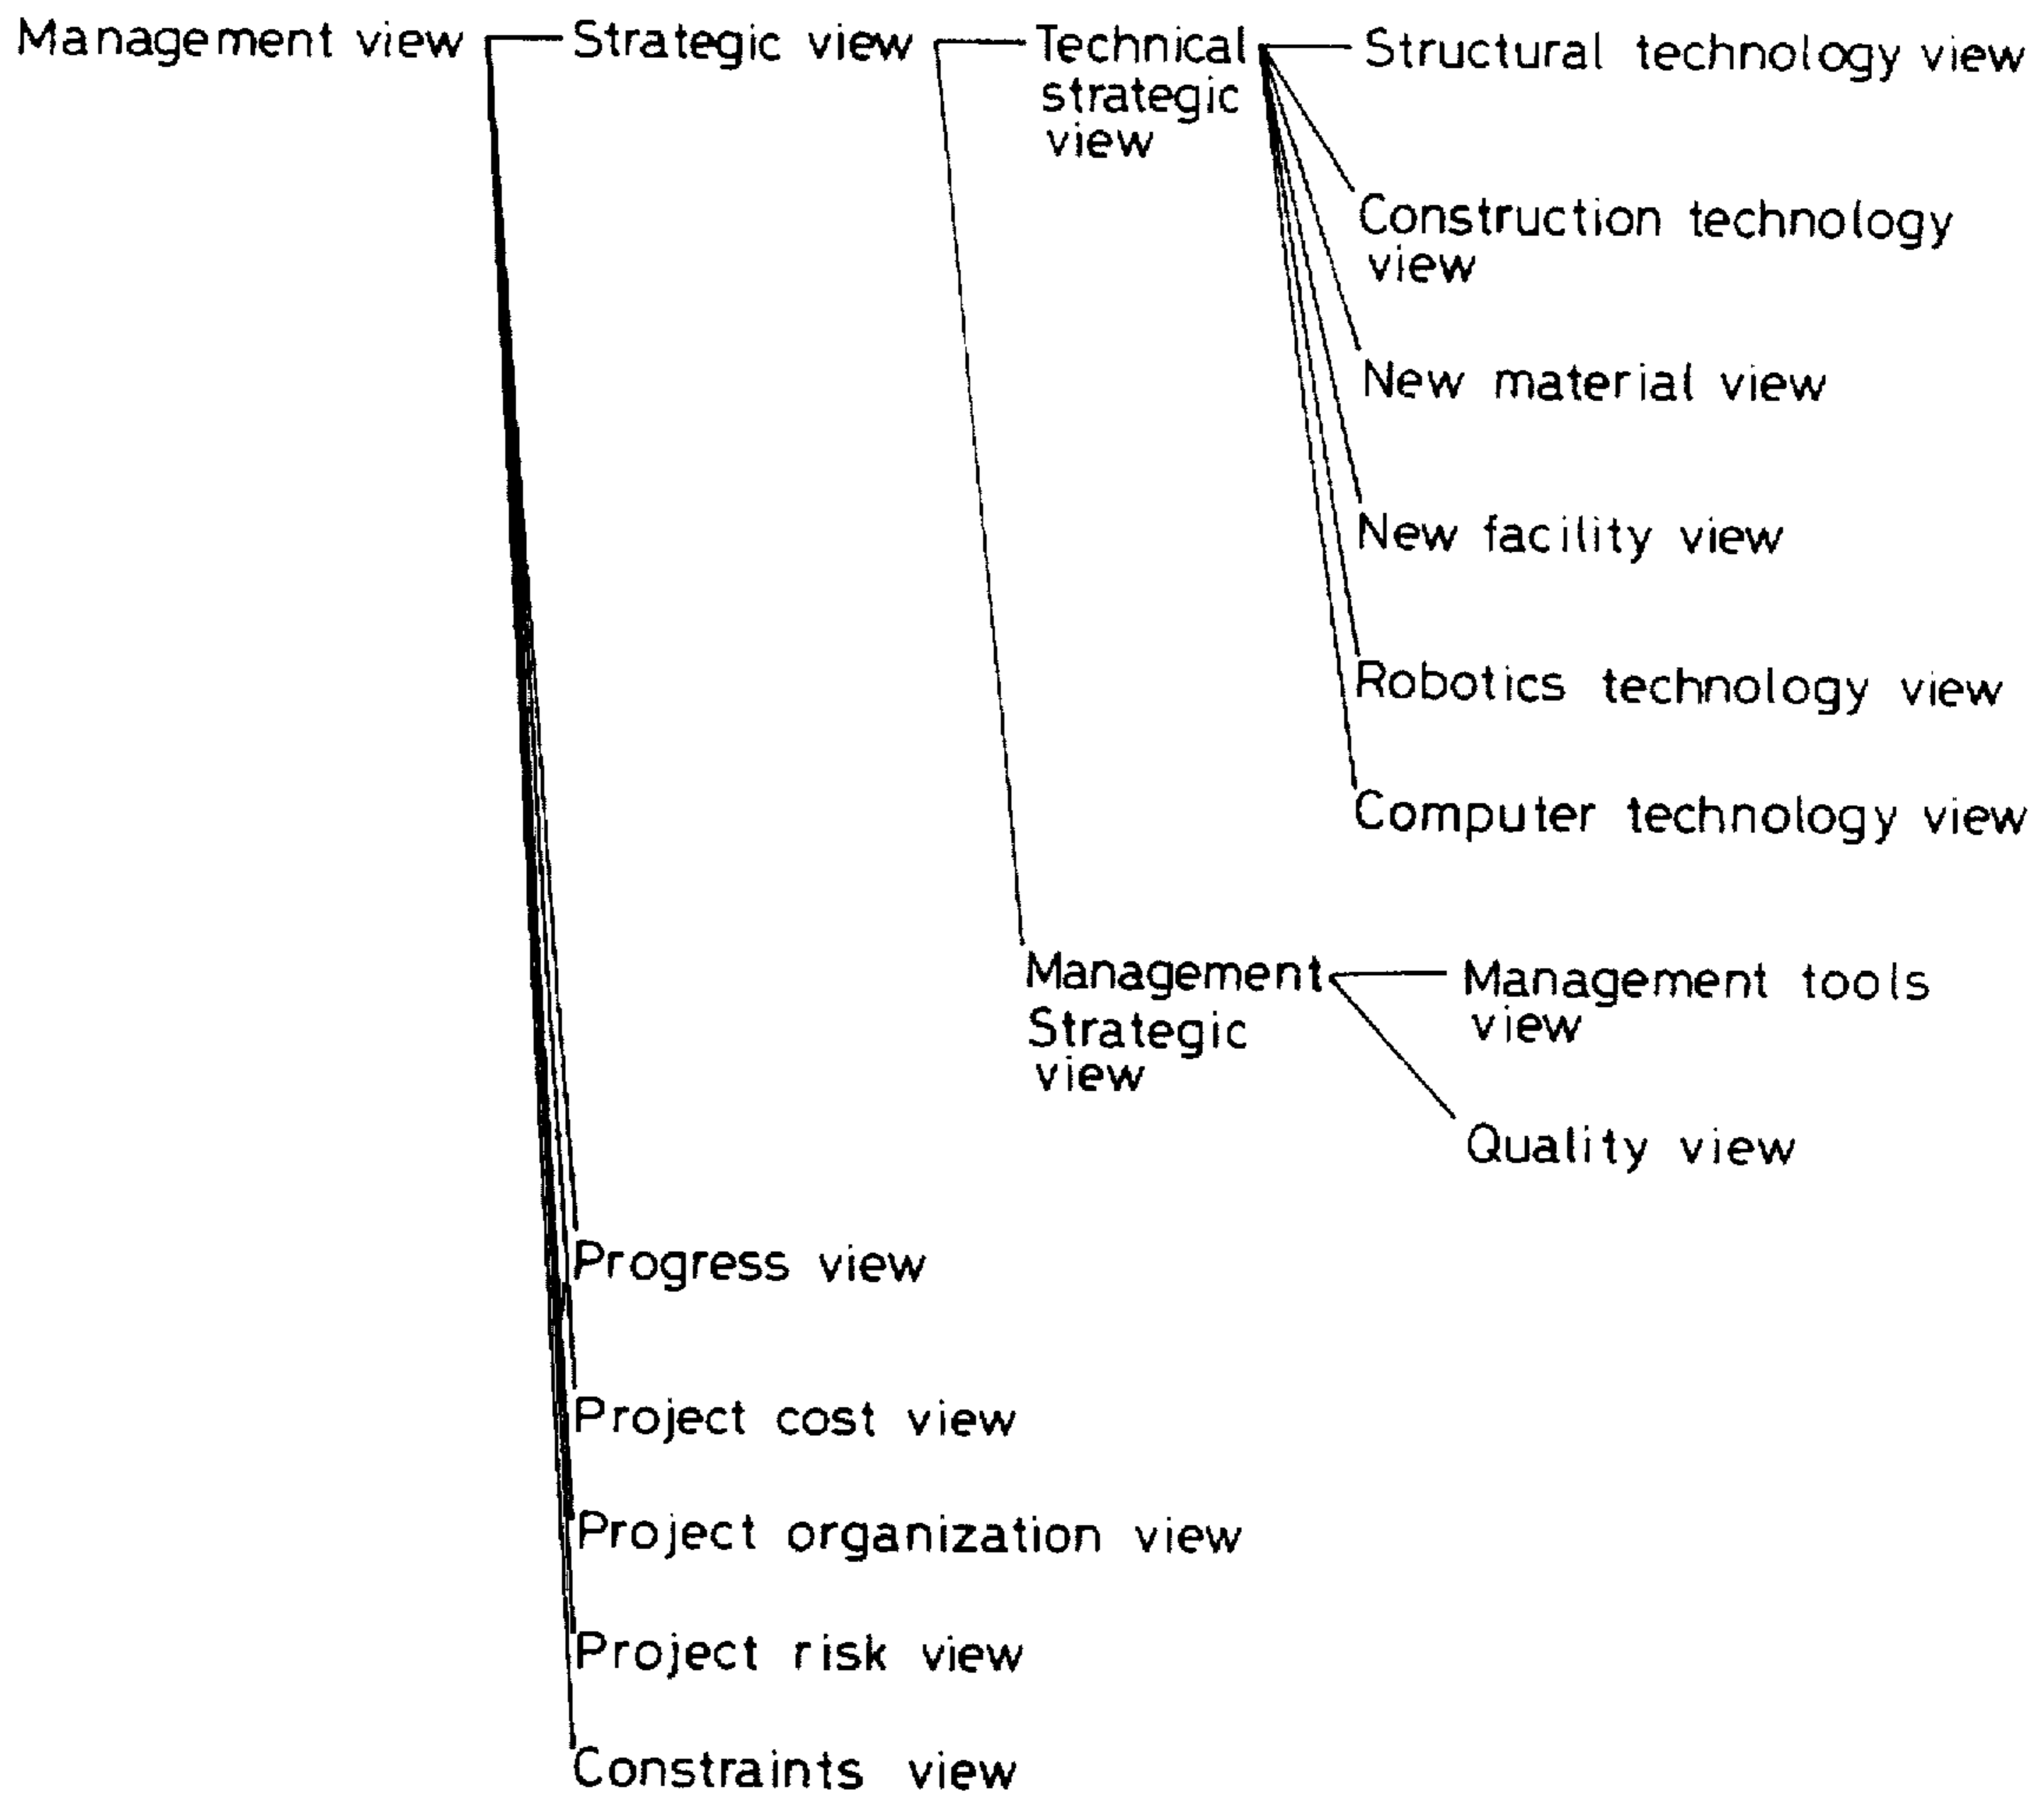 Management view
Strategic view
Technical
strategic
view
Structural technology view
Construction technology
view
New material view
New facility view
Robotics technology view
Computer technology view
Management
Strategic
view
Management tools
view
Quality view
Progress view
Project cost view
Project organization view
Project risk view
Constraints view